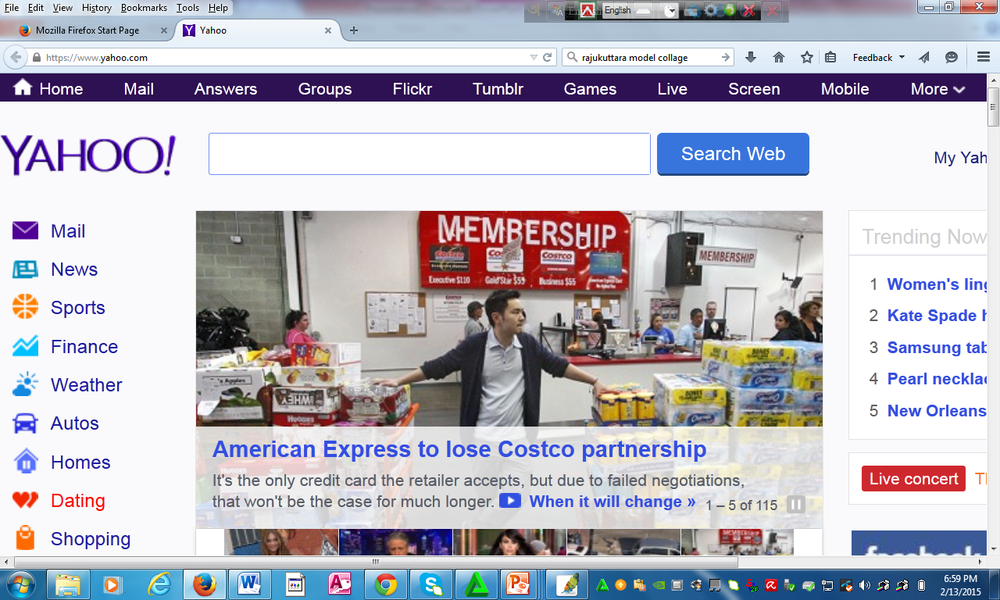 File Edit View History Bookmarks Tools Help
English
Mozilla Firefox Start Page
Yahoo
https://www.yahoo.com
rajukuttara model collage
Feedback
Home Mail Answers Groups Flickr Tumblr Games Live Screen Mobile More
YAHOO!
Search Web
My Yah
Mail
News
Sports
Finance
Weather
Autos
Homes
Dating
Shopping
MEMBERSHIP
COSTCO COSTCO COSTCO
Executive $110 Gold Star $55 Business $55
MEMBERSHIP
HUGGIES
American Express to lose Costco partnership
It's the only credit card the retailer accepts, but due to failed negotiations,
that won't be the case for much longer. When it will change »
1 – 5 of 115
MEMBERSHIP
Trending Now
1 Women's ling
2 Kate Spade h
3 Samsung tab
4 Pearl necklac
5 New Orleans
Live concert T
facebook
6:59 PM
2/13/2015